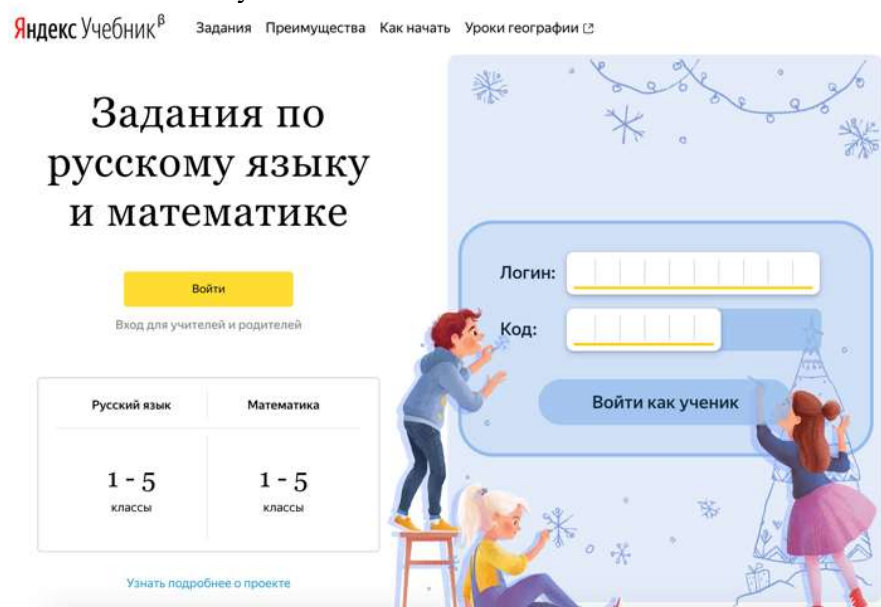 Яндекс Учебник β Задания Преимущества Как начать Уроки географии
Задания по
русскому языку
и математике
Войти
Вход для учителей и родителей
Русский язык Математика
1 - 5 1 - 5
классы классы
Узнать подробнее о проекте
Логин:
Код:
Войти как ученик